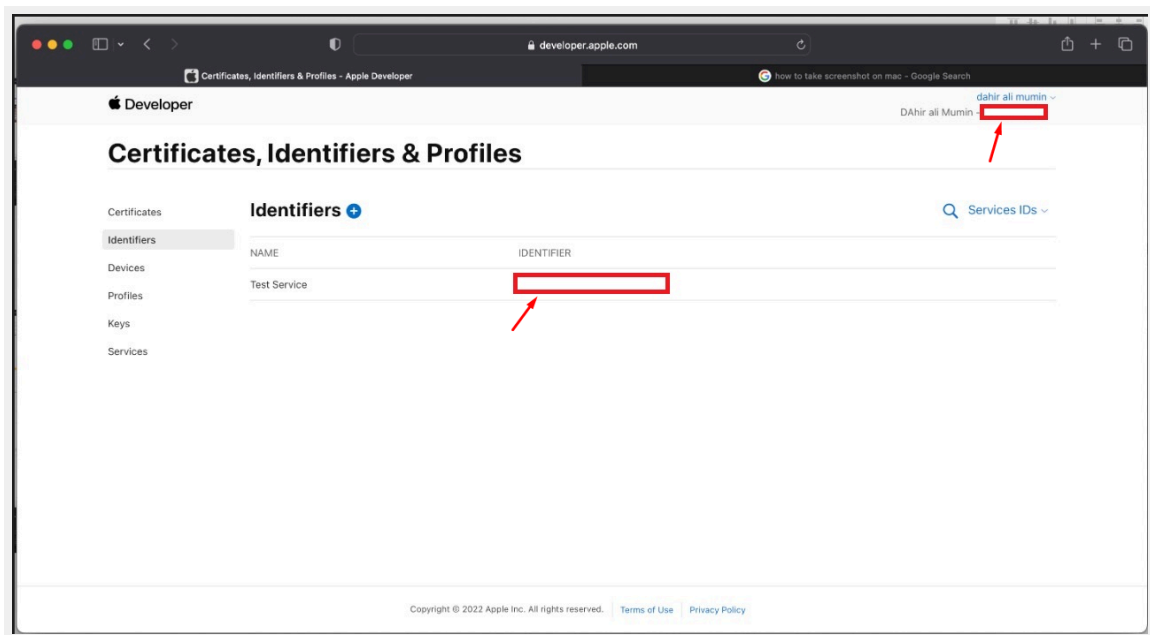 developer.apple.com
Certificates, Identifiers & Profiles - Apple Developer
how to take screenshot on mac - Google Search
Developer
dahir ali mumin
DAhir ali Mumin -
Certificates, Identifiers & Profiles
Certificates
Identifiers
Devices
Profiles
Keys
Services
Identifiers
Services IDs
NAME IDENTIFIER
Test Service
Copyright © 2022 Apple Inc. All rights reserved. Terms of Use Privacy Policy